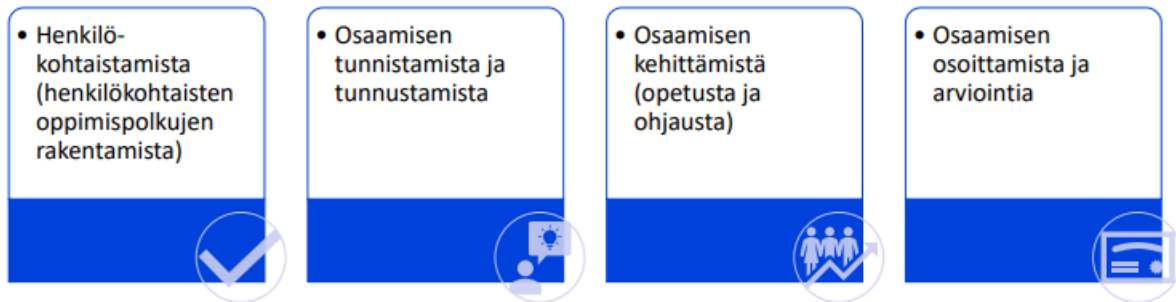 • Henkilö-
kohtaistamista
(henkilökohtaisten
oppimispolkujen
rakentamista)
• Osaamisen
tunnistamista ja
tunnustamista
• Osaamisen
kehittämistä
(opetusta ja
ohjausta)
• Osaamisen
osoittamista ja
arviointia